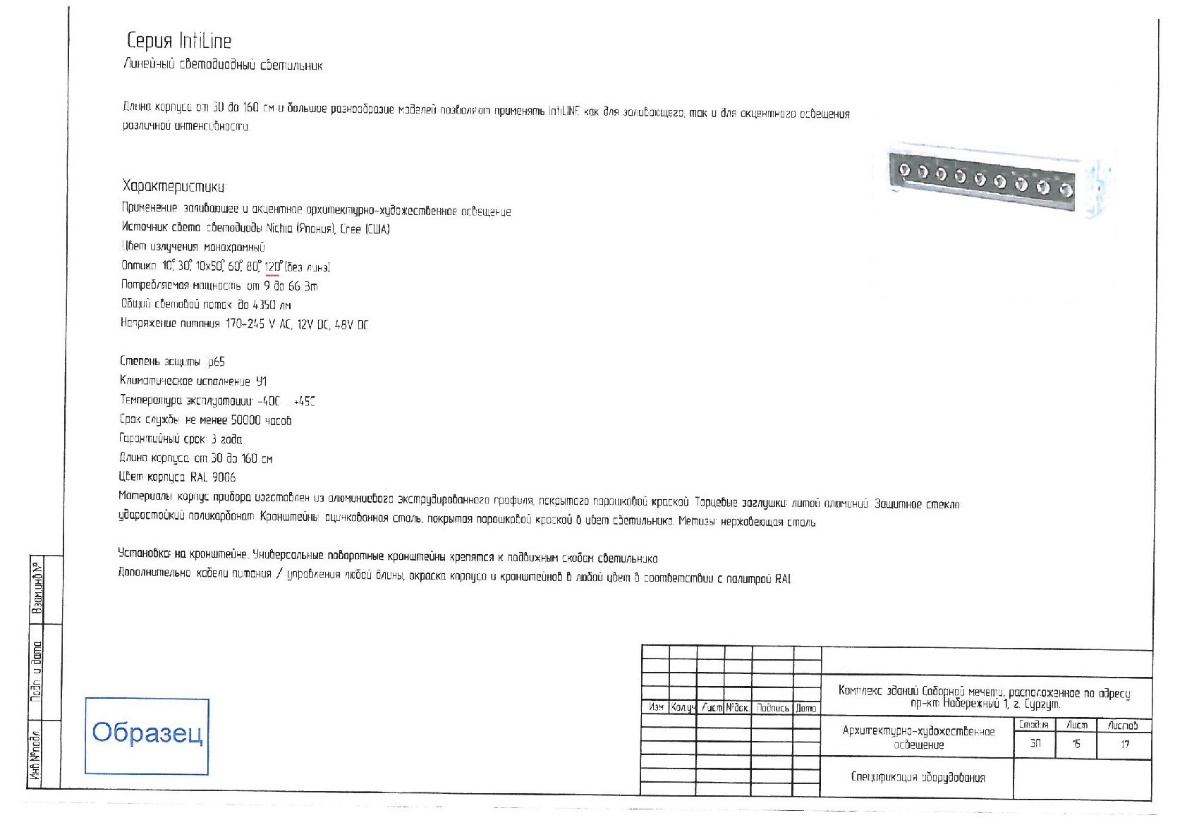 Серия IntiLine
Линейный светодиодный светильник
Длина корпуса от 30 до 160 см и большое разнообразие моделей позволяет применять IntiLINE как для заливающего, так и для акцентного освещения
различной интенсивности.
Характеристики:
Применение: заливающее и акцентное архитектурно-художественное освещение
Источник света: светодиоды Nichia (Япония), Cree (США)
Цвет излучения: монохромный
Оптика: 10°, 30°, 10x50°, 60°, 80°, 120° (без линз)
Потребляемая мощность: от 9 до 66 Вт
Общий световой поток: до 4350 лм
Напряжение питания: 170-245 V AC, 12V DC, 48V DC
Степень защиты: ip65
Климатическое исполнение: У1
Температура эксплуатации: -40С ... +45С
Срок службы: не менее 50000 часов
Гарантийный срок: 3 года
Длина корпуса: от 30 до 160 см
Цвет корпуса: RAL 9006
Материалы: корпус прибора изготовлен из алюминиевого экструдированного профиля, покрытого порошковой краской. Торцевые заглушки: литой алюминий. Защитное стекло:
ударостойкий поликарбонат. Кронштейны: оцинкованная сталь, покрытая порошковой краской в цвет светильника. Метизы: нержавеющая сталь
Установка: на кронштейне. Универсальные поворотные кронштейны крепятся к подвижным скобам светильника
Дополнительно: кабели питания / управления любой длины, окраска корпуса и кронштейнов в любой цвет в соответствии с палитрой RAL
Взам.инв.№
Подп. и дата
Инв.№подл.
Образец
Изм. Кол.уч Лист №док. Подпись Дата
Комплекс зданий Соборной мечети, расположенное по адресу:
пр-кт Набережный 1, г. Сургут.
Архитектурно-художественное
освещение
Стадия Лист Листов
ЭП 15 17
Спецификация оборудования